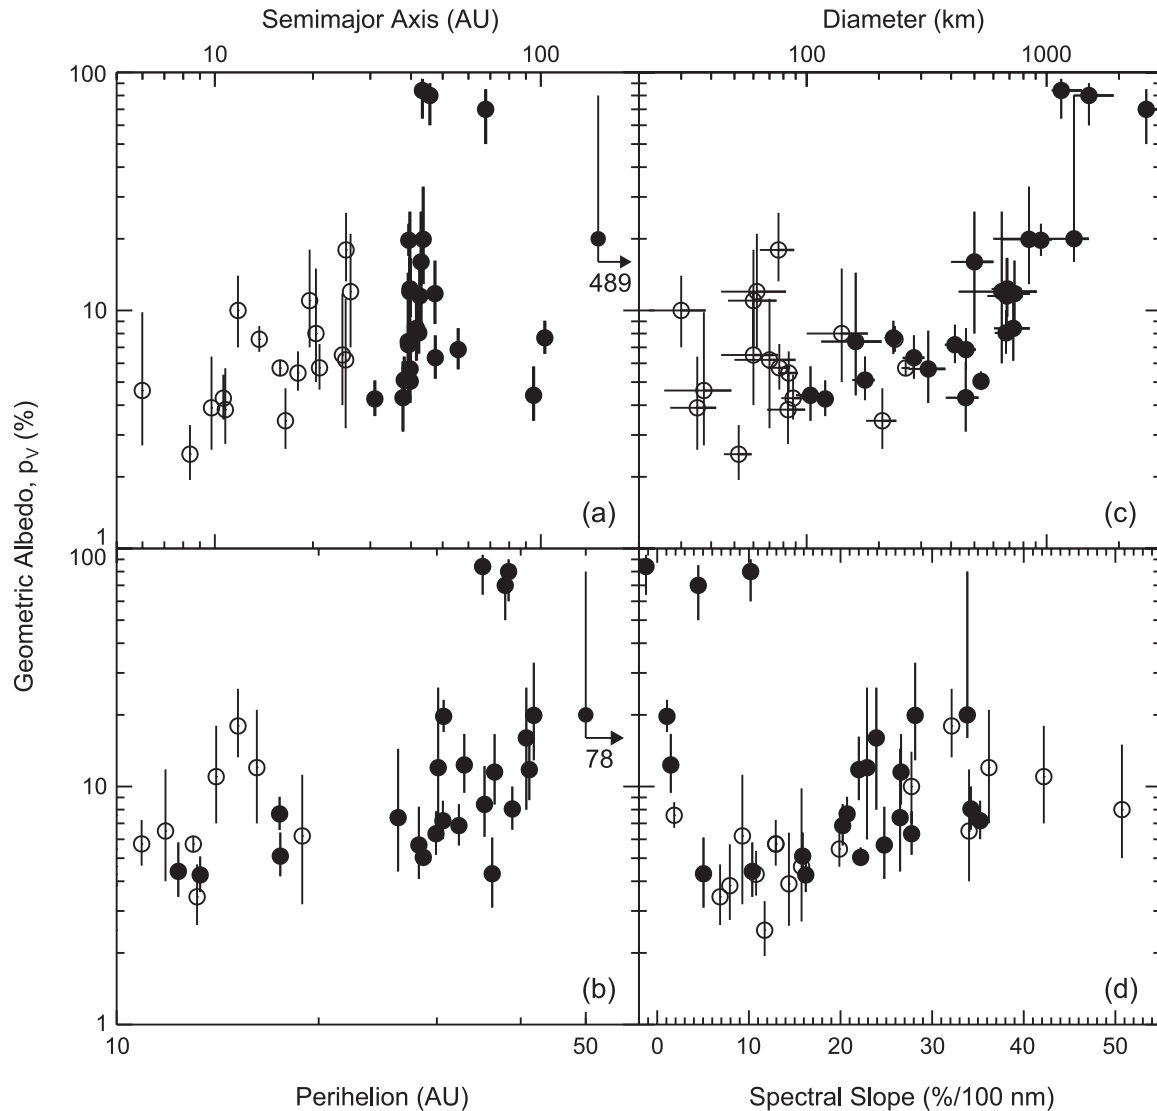 Semimajor Axis (AU)
Diameter (km)
10
100
100
1000
100
10
1
Geometric Albedo, pV (%)
489
(a)
(c)
100
10
1
78
(b)
(d)
10
50
0
10
20
30
40
50
Perihelion (AU)
Spectral Slope (%/100 nm)